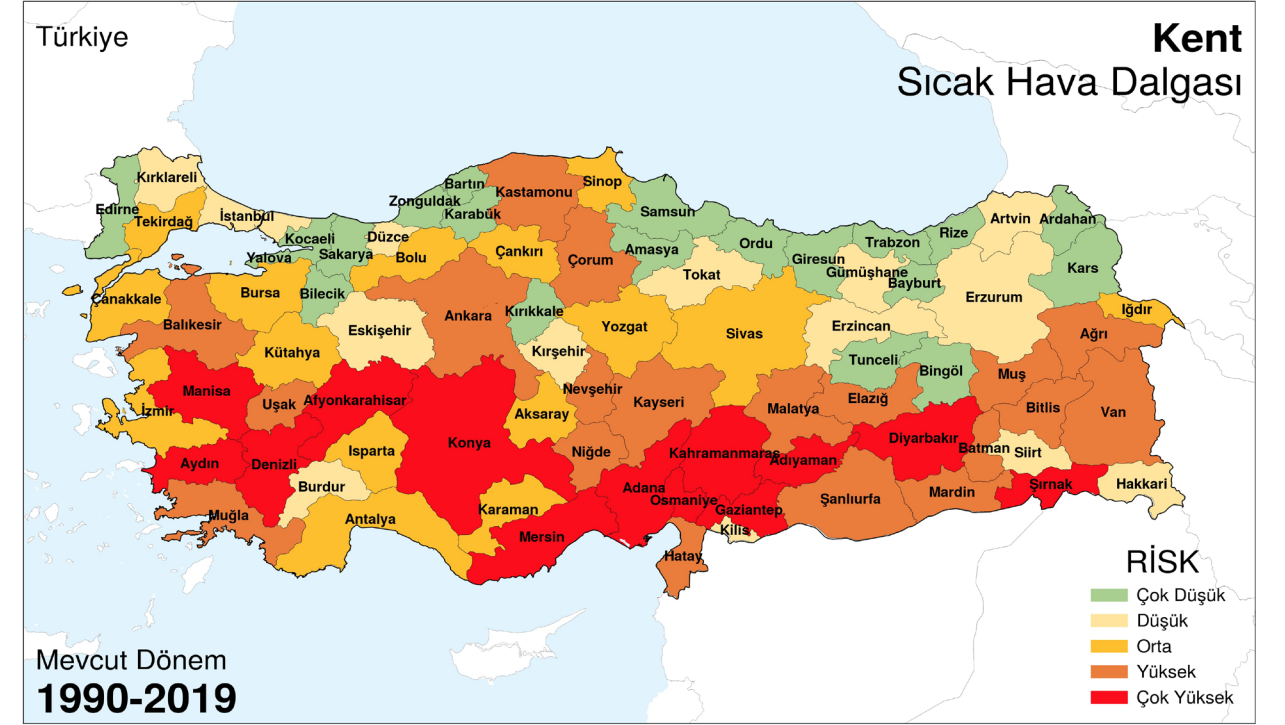 Türkiye
Kent
Sıcak Hava Dalgası
Kırklareli
Edirne
Tekirdağ
İstanbul
Kocaeli
Yalova
Sakarya
Düzce
Bolu
Zonguldak
Bartın
Karabük
Kastamonu
Sinop
Çankırı
Çorum
Samsun
Amasya
Tokat
Ordu
Giresun
Gümüşhane
Trabzon
Bayburt
Rize
Artvin
Ardahan
Kars
Erzurum
Iğdır
Ağrı
Çanakkale
Balıkesir
Bursa
Bilecik
Kütahya
Eskişehir
Ankara
Kırıkkale
Kırşehir
Yozgat
Sivas
Erzincan
Tunceli
Bingöl
Muş
Bitlis
Van
Manisa
İzmir
Uşak
Afyonkarahisar
Konya
Aksaray
Nevşehir
Kayseri
Malatya
Elazığ
Diyarbakır
Batman
Siirt
Şırnak
Hakkari
Aydın
Denizli
Isparta
Burdur
Muğla
Antalya
Karaman
Niğde
Mersin
Adana
Osmaniye
Kahramanmaraş
Adıyaman
Gaziantep
Kilis
Hatay
Şanlıurfa
Mardin
RİSK
Çok Düşük
Düşük
Orta
Yüksek
Çok Yüksek
Mevcut Dönem
1990-2019